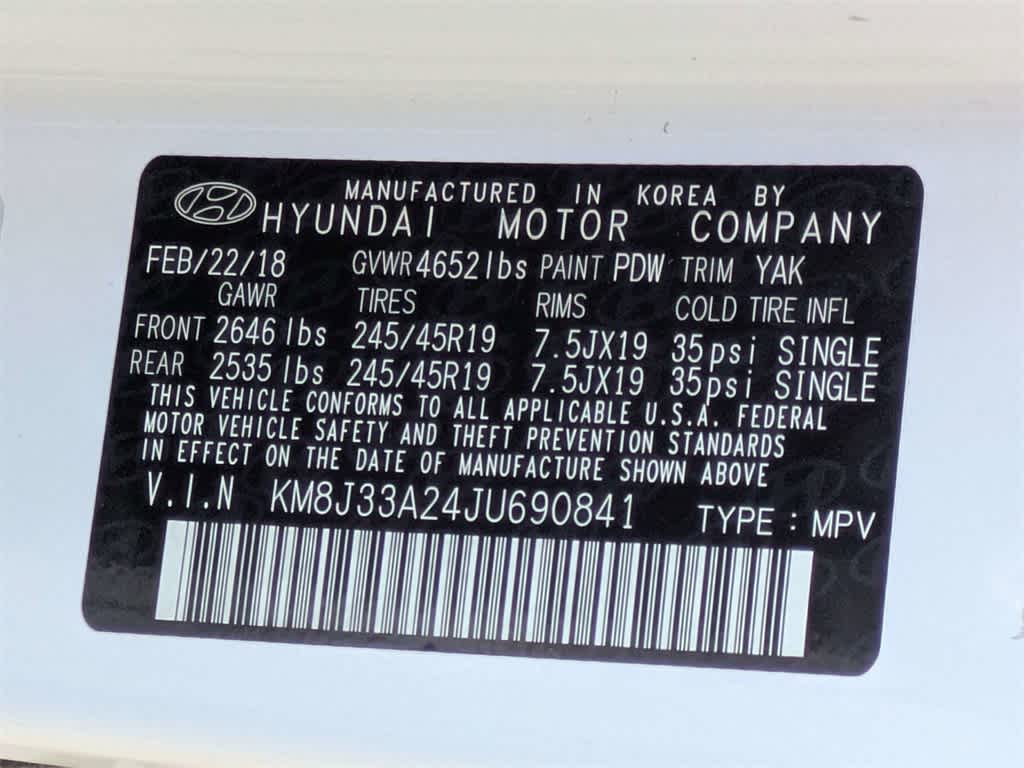 MANUFACTURED IN KOREA BY
HYUNDAI MOTOR COMPANY
FEB/22/18 GVWR 4652lbs PAINT PDW TRIM YAK
GAWR TIRES RIMS COLD TIRE INFL
FRONT 2646 lbs 245/45R19 7.5JX19 35psi SINGLE
REAR 2535 lbs 245/45R19 7.5JX19 35psi SINGLE
THIS VEHICLE CONFORMS TO ALL APPLICABLE U.S.A. FEDERAL
MOTOR VEHICLE SAFETY AND THEFT PREVENTION STANDARDS
IN EFFECT ON THE DATE OF MANUFACTURE SHOWN ABOVE
V.I.N KM8J33A24JU690841 TYPE : MPV